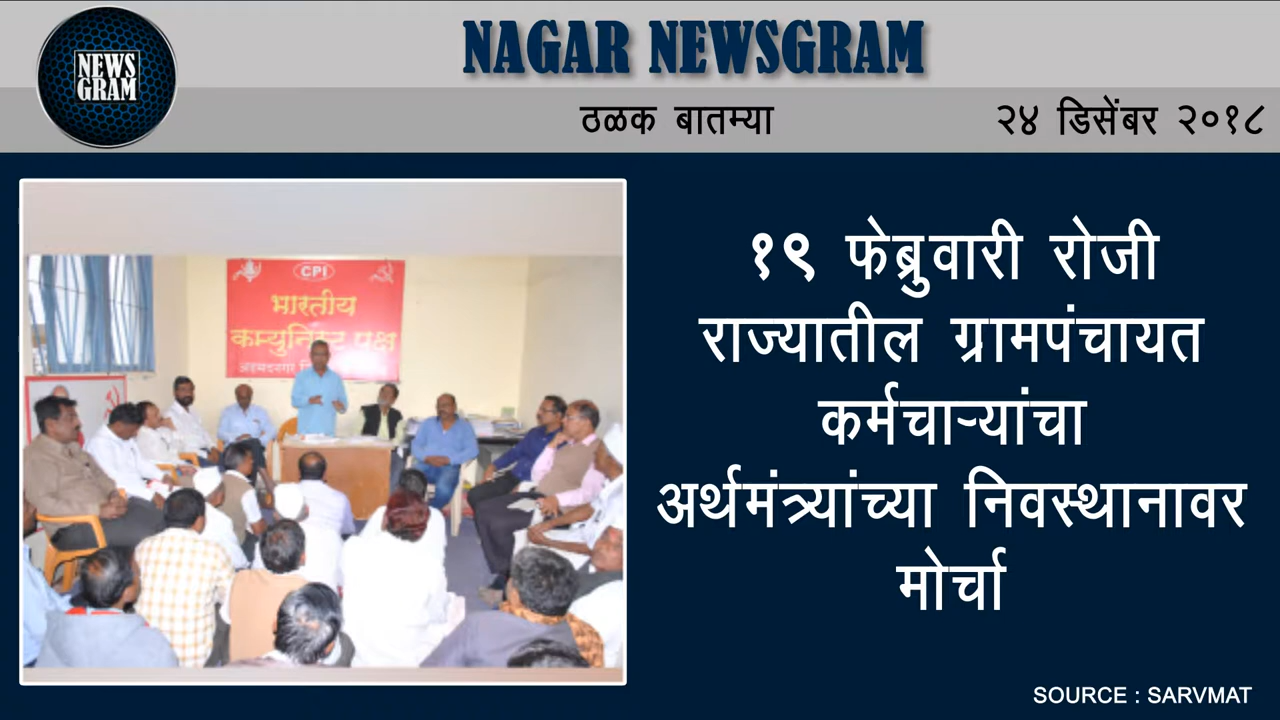 NEWS
GRAM
NAGAR NEWSGRAM
ठळक बातम्या
२४ डिसेंबर २०१८
CPI
भारतीय
कम्युनिस्ट पक्ष
अहमदनगर
१९ फेब्रुवारी रोजी
राज्यातील ग्रामपंचायत
कर्मचाऱ्यांचा
अर्थमंत्र्यांच्या निवस्थानावर
मोर्चा
SOURCE : SARVMAT